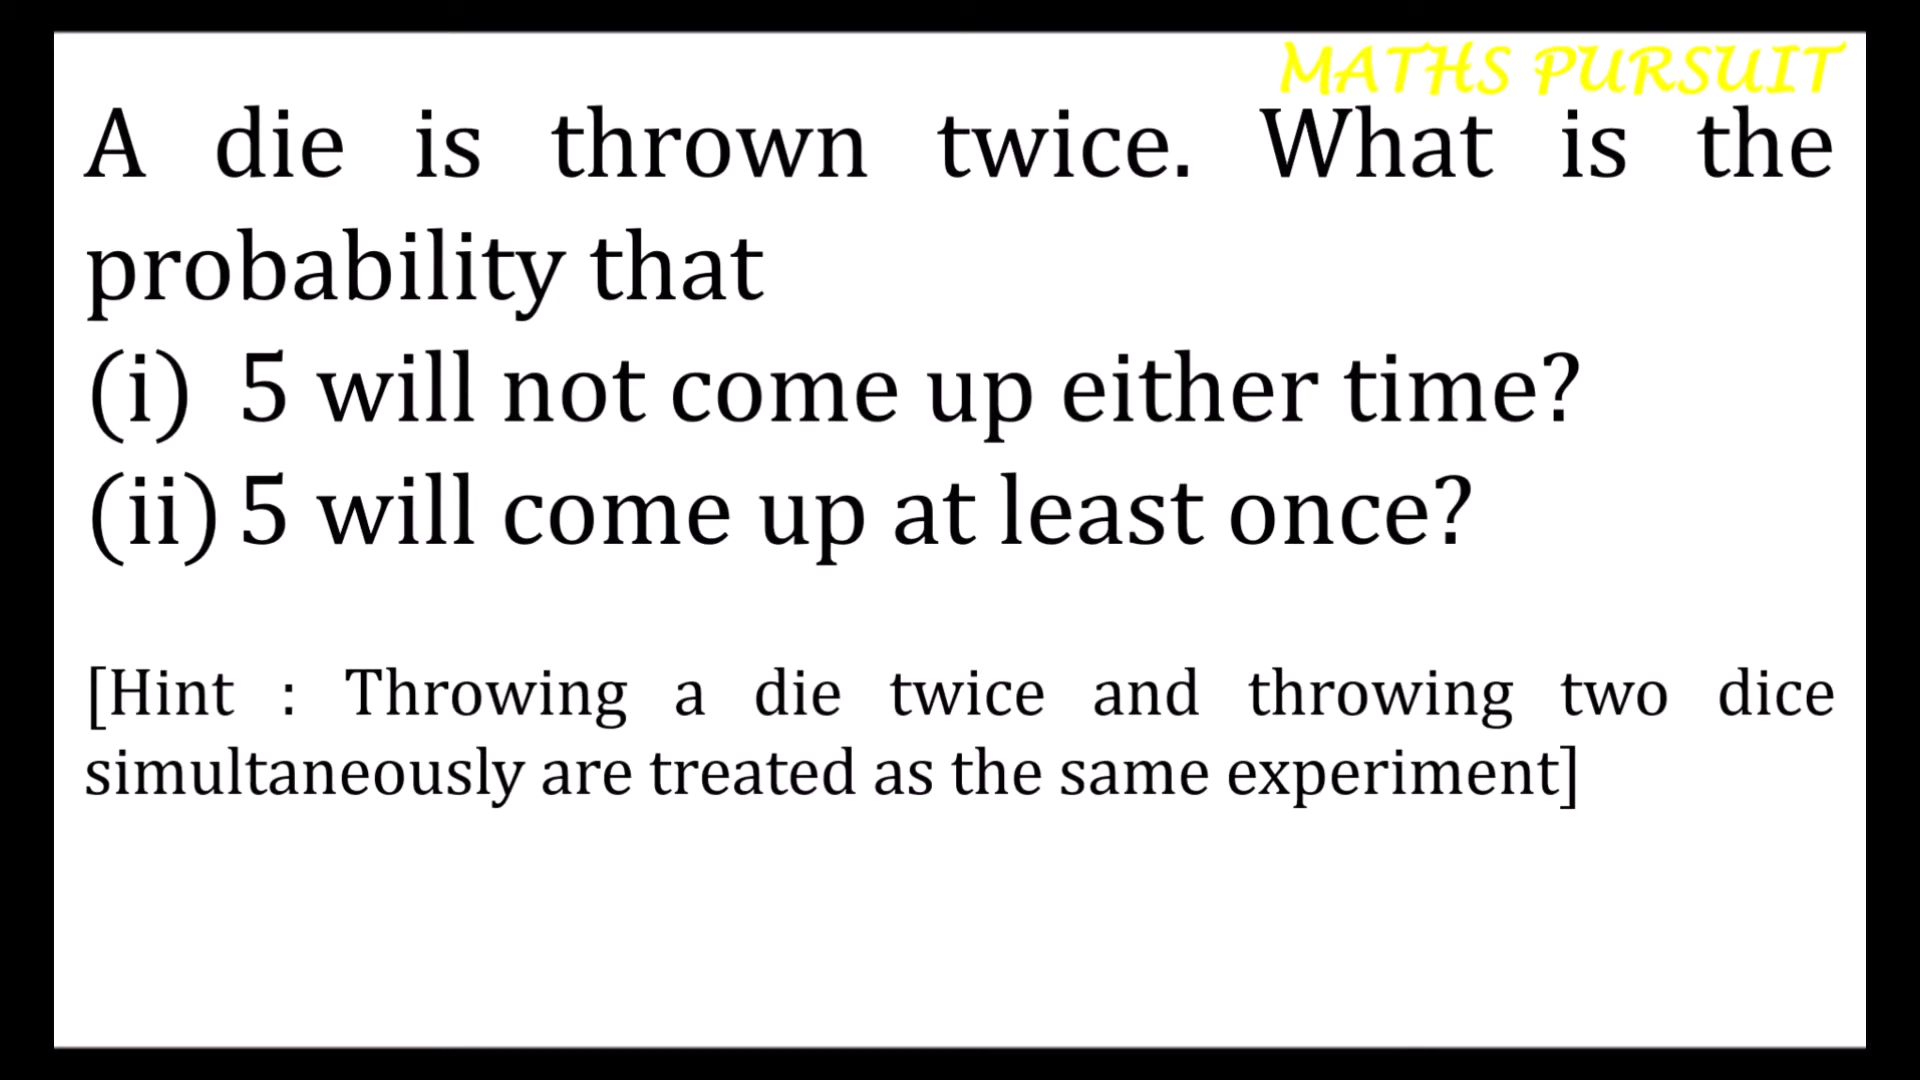 MATHS PURSUIT
A die is thrown twice. What is the
probability that
(i) 5 will not come up either time?
(ii) 5 will come up at least once?
[Hint : Throwing a die twice and throwing two dice
simultaneously are treated as the same experiment]